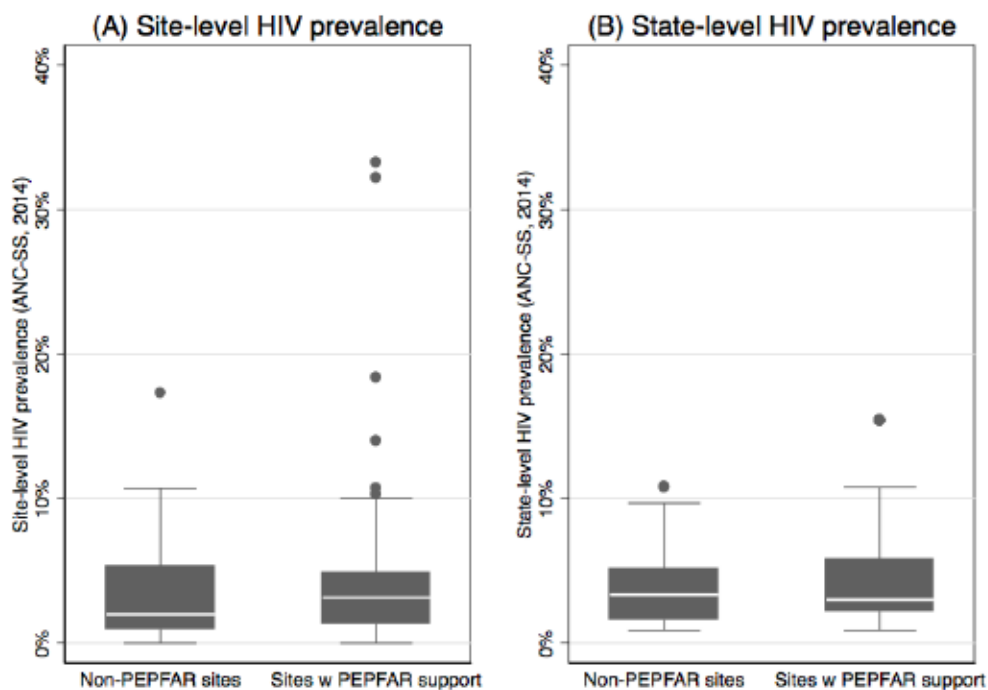 (A) Site-level HIV prevalence
Site-level HIV prevalence (ANC-SS, 2014)
40%
30%
20%
10%
0%
Non-PEPFAR sites
Sites w PEPFAR support
(B) State-level HIV prevalence
State-level HIV prevalence (ANC-SS, 2014)
40%
30%
20%
10%
0%
Non-PEPFAR sites
Sites w PEPFAR support